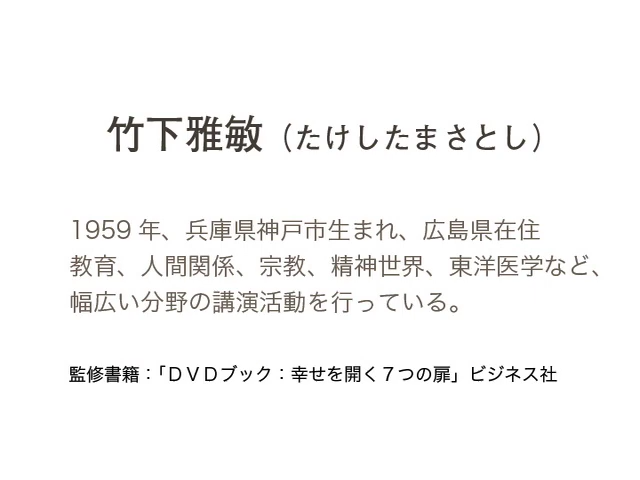 竹下雅敏（たけしたまさとし）
1959 年、兵庫県神戸市生まれ、広島県在住
教育、人間関係、宗教、精神世界、東洋医学など、
幅広い分野の講演活動を行っている。
監修書籍：「ＤＶＤブック：幸せを開く７つの扉」ビジネス社